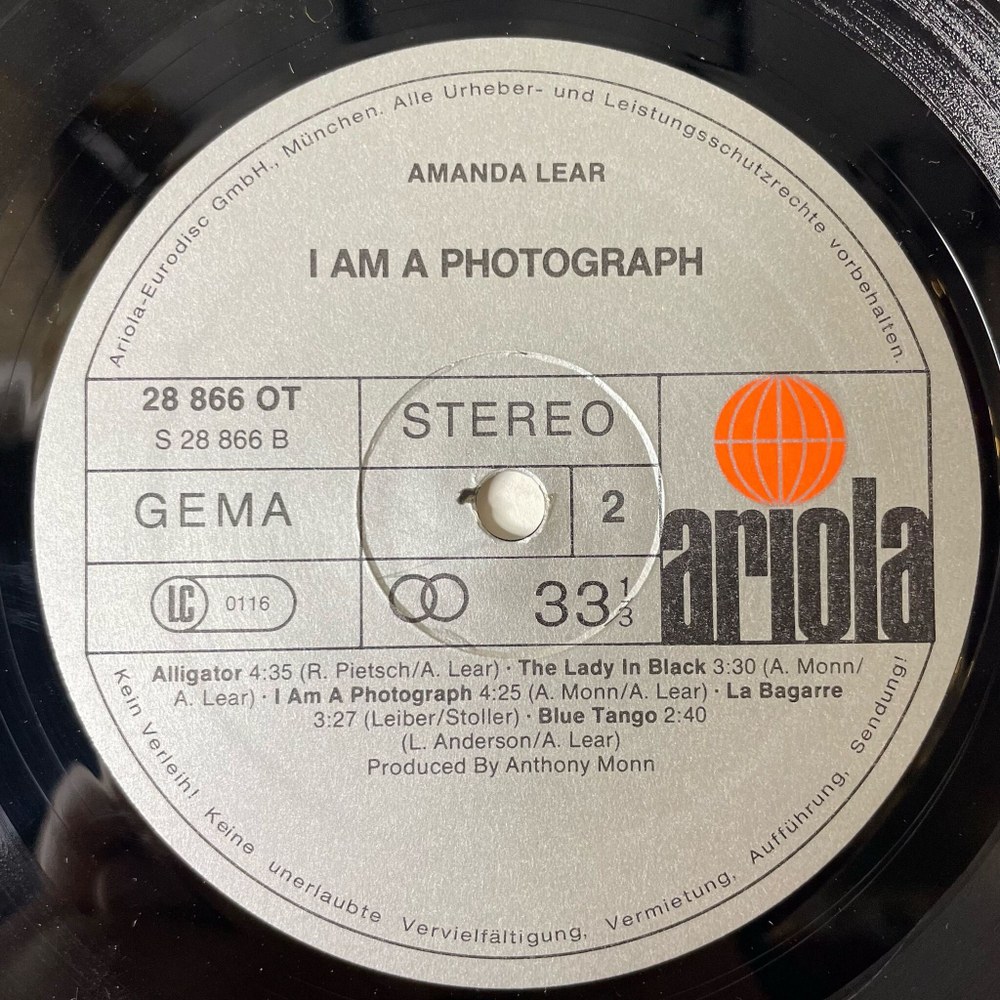 Ariola-Eurodisc GmbH., München. Alle Urheber- und Leistungsschutzrechte vorbehalten.
AMANDA LEAR
I AM A PHOTOGRAPH
28 866 OT
S 28 866 B
STEREO
GEMA
2
LC 0116
33 1/3
ariola
Alligator 4:35 (R. Pietsch/A. Lear) · The Lady In Black 3:30 (A. Monn/
A. Lear) · I Am A Photograph 4:25 (A. Monn/A. Lear) · La Bagarre
3:27 (Leiber/Stoller) · Blue Tango 2:40
(L. Anderson/A. Lear)
Produced By Anthony Monn
Kein Verleih! Keine unerlaubte Vervielfältigung, Vermietung, Aufführung, Sendung!